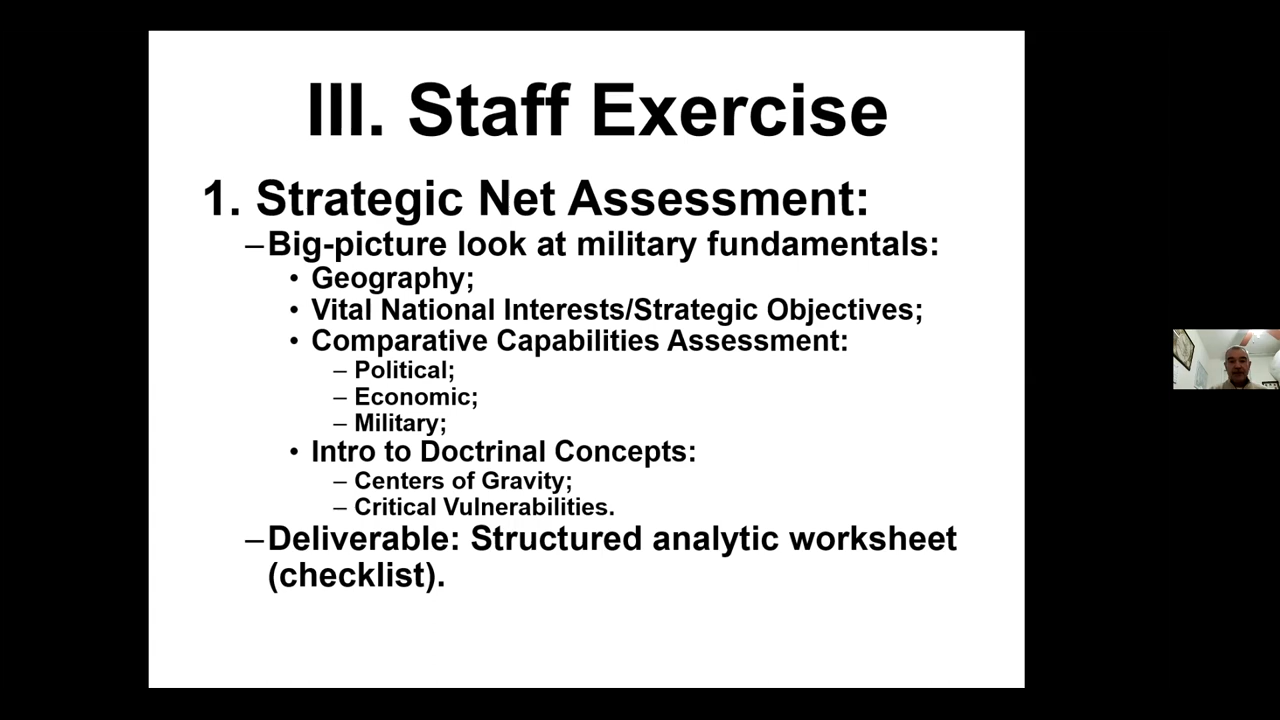 III. Staff Exercise
1. Strategic Net Assessment:
–Big-picture look at military fundamentals:
• Geography;
• Vital National Interests/Strategic Objectives;
• Comparative Capabilities Assessment:
– Political;
– Economic;
– Military;
• Intro to Doctrinal Concepts:
– Centers of Gravity;
– Critical Vulnerabilities.
–Deliverable: Structured analytic worksheet
(checklist).